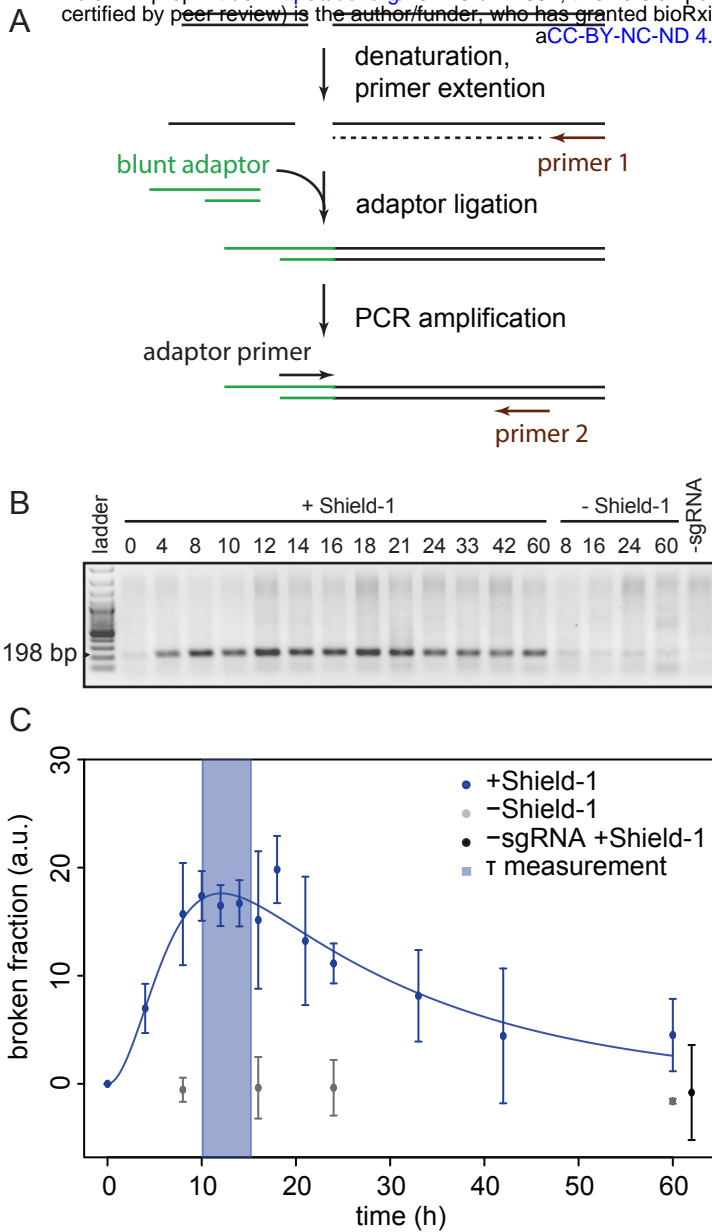 certified by peer review) is the author/funder, who has granted bioRxi
aCC-BY-NC-ND 4.
A
denaturation,
primer extention
primer 1
blunt adaptor
adaptor ligation
PCR amplification
adaptor primer
primer 2
B
ladder
+ Shield-1
- Shield-1
-sgRNA
0 4 8 10 12 14 16 18 21 24 33 42 60 8 16 24 60
198 bp
C
broken fraction (a.u.)
30
20
10
0
+Shield-1
−Shield-1
−sgRNA +Shield-1
τ measurement
0 10 20 30 40 50 60
time (h)